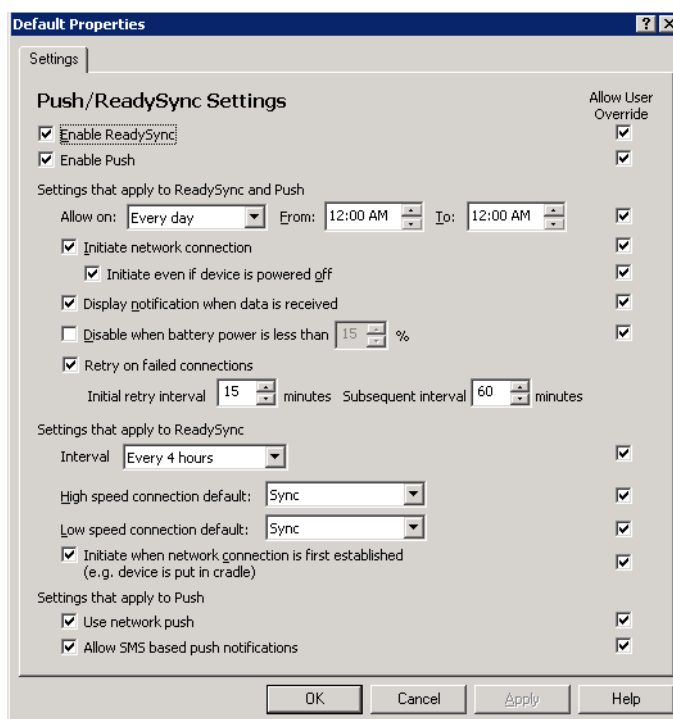 Default Properties
Settings
Push/ReadySync Settings
Allow User
Override
Enable ReadySync
Enable Push
Settings that apply to ReadySync and Push
Allow on: Every day From: 12:00 AM To: 12:00 AM
Initiate network connection
Initiate even if device is powered off
Display notification when data is received
Disable when battery power is less than 15 %
Retry on failed connections
Initial retry interval 15 minutes Subsequent interval 60 minutes
Settings that apply to ReadySync
Interval Every 4 hours
High speed connection default: Sync
Low speed connection default: Sync
Initiate when network connection is first established
(e.g. device is put in cradle)
Settings that apply to Push
Use network push
Allow SMS based push notifications
OK Cancel Apply Help